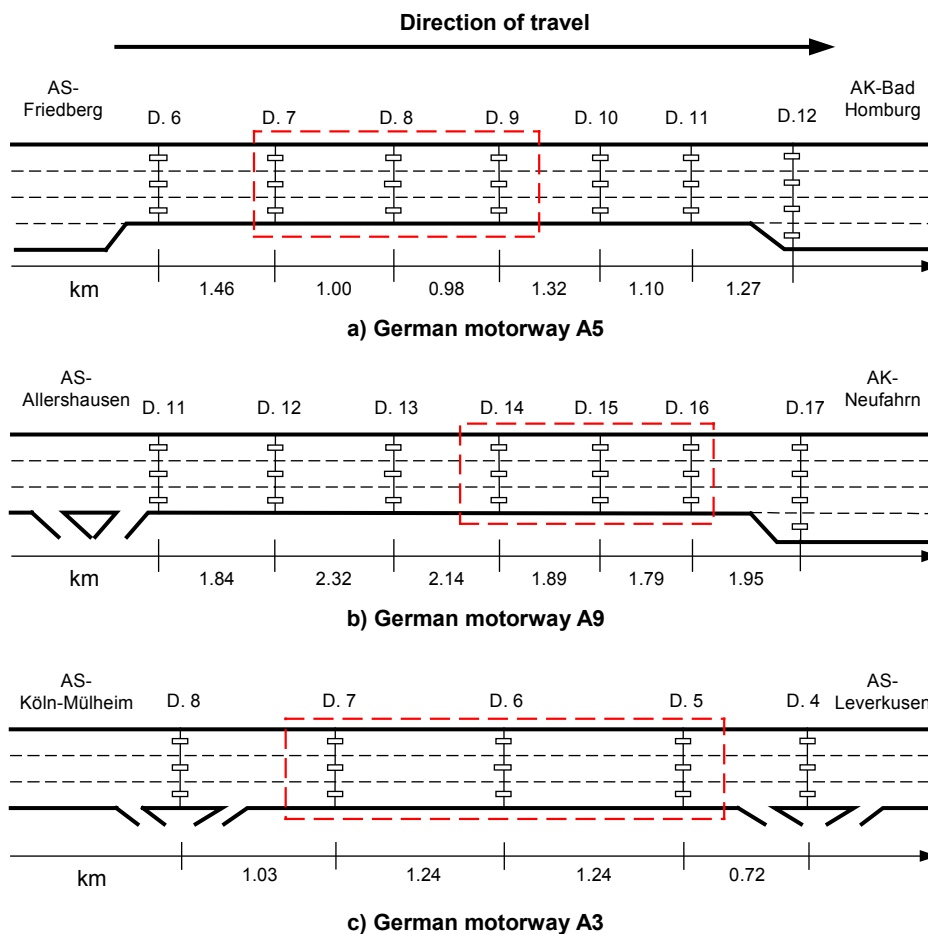 Direction of travel
AS-
Friedberg
AK-Bad
Homburg
D. 6
D. 7
D. 8
D. 9
D. 10
D. 11
D.12
km
1.46
1.00
0.98
1.32
1.10
1.27
a) German motorway A5
AS-
Allershausen
AK-
Neufahrn
D. 11
D. 12
D. 13
D. 14
D. 15
D. 16
D.17
km
1.84
2.32
2.14
1.89
1.79
1.95
b) German motorway A9
AS-
Köln-Mülheim
AS-
Leverkusen
D. 8
D. 7
D. 6
D. 5
D. 4
km
1.03
1.24
1.24
0.72
c) German motorway A3